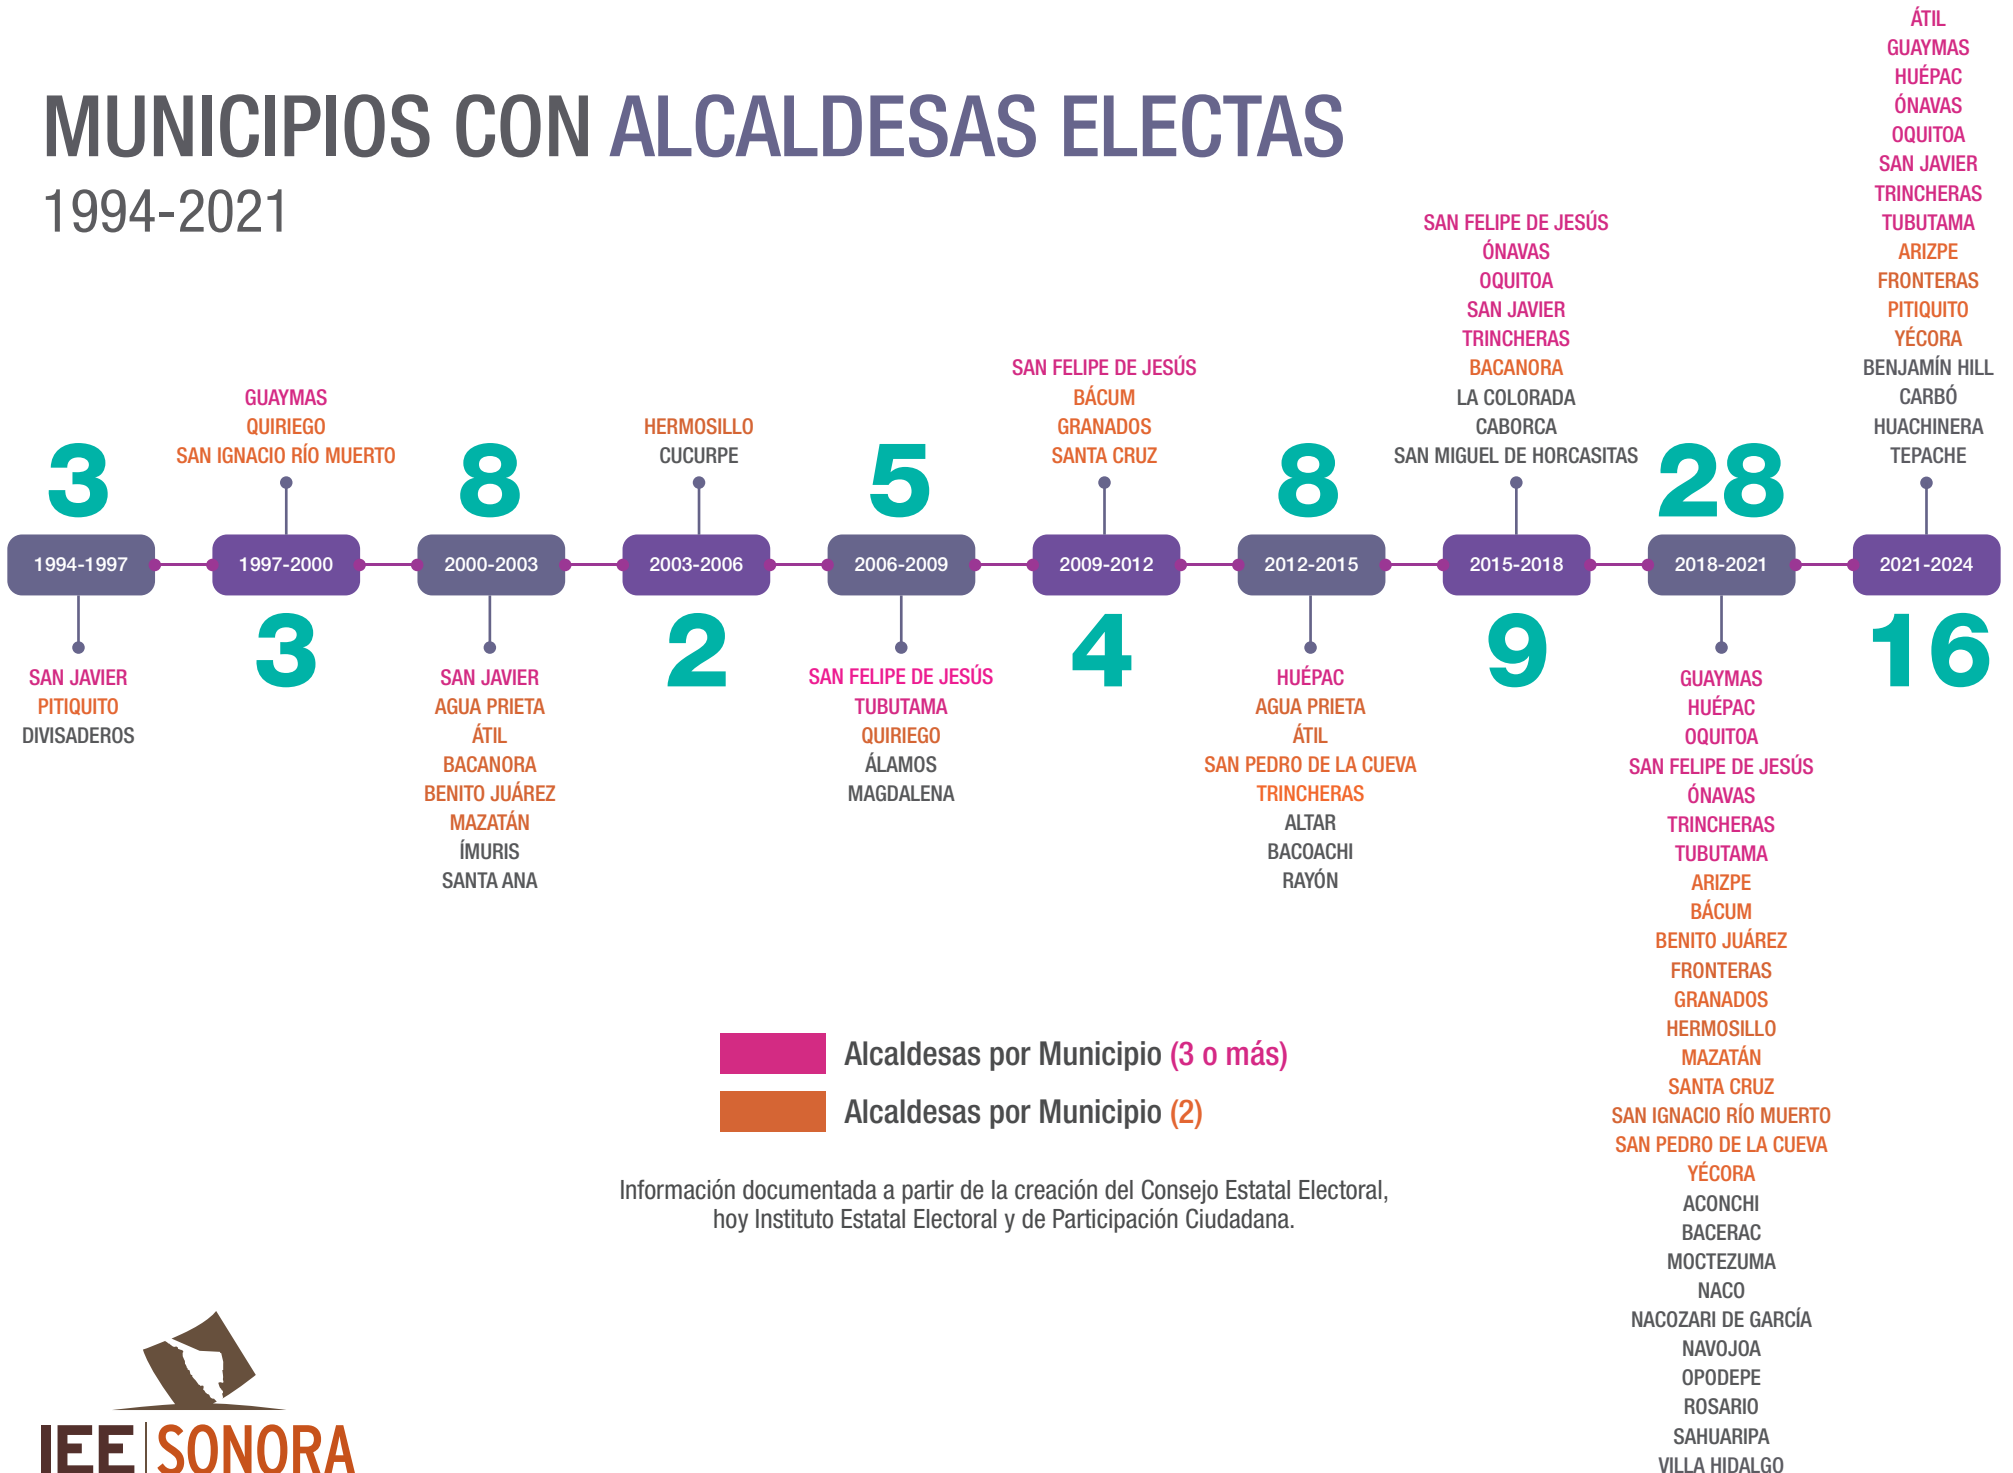 MUNICIPIOS CON ALCALDESAS ELECTAS
1994-2021
3
1994-1997
SAN JAVIER
PITIQUITO
DIVISADEROS
GUAYMAS
QUIRIEGO
SAN IGNACIO RÍO MUERTO
1997-2000
3
8
2000-2003
SAN JAVIER
AGUA PRIETA
ÁTIL
BACANORA
BENITO JUÁREZ
MAZATÁN
ÍMURIS
SANTA ANA
HERMOSILLO
CUCURPE
2003-2006
2
5
2006-2009
SAN FELIPE DE JESÚS
TUBUTAMA
QUIRIEGO
ÁLAMOS
MAGDALENA
SAN FELIPE DE JESÚS
BÁCUM
GRANADOS
SANTA CRUZ
2009-2012
4
8
2012-2015
HUÉPAC
AGUA PRIETA
ÁTIL
SAN PEDRO DE LA CUEVA
TRINCHERAS
ALTAR
BACOACHI
RAYÓN
SAN FELIPE DE JESÚS
ÓNAVAS
OQUITOA
SAN JAVIER
TRINCHERAS
BACANORA
LA COLORADA
CABORCA
SAN MIGUEL DE HORCASITAS
2015-2018
9
28
2018-2021
GUAYMAS
HUÉPAC
OQUITOA
SAN FELIPE DE JESÚS
ÓNAVAS
TRINCHERAS
TUBUTAMA
ARIZPE
BÁCUM
BENITO JUÁREZ
FRONTERAS
GRANADOS
HERMOSILLO
MAZATÁN
SANTA CRUZ
SAN IGNACIO RÍO MUERTO
SAN PEDRO DE LA CUEVA
YÉCORA
ACONCHI
BACERAC
MOCTEZUMA
NACO
NACOZARI DE GARCÍA
NAVOJOA
OPODEPE
ROSARIO
SAHUARIPA
VILLA HIDALGO
ÁTIL
GUAYMAS
HUÉPAC
ÓNAVAS
OQUITOA
SAN JAVIER
TRINCHERAS
TUBUTAMA
ARIZPE
FRONTERAS
PITIQUITO
YÉCORA
BENJAMÍN HILL
CARBÓ
HUACHINERA
TEPACHE
2021-2024
16
Alcaldesas por Municipio (3 o más)
Alcaldesas por Municipio (2)
Información documentada a partir de la creación del Consejo Estatal Electoral,
hoy Instituto Estatal Electoral y de Participación Ciudadana.
IEE SONORA